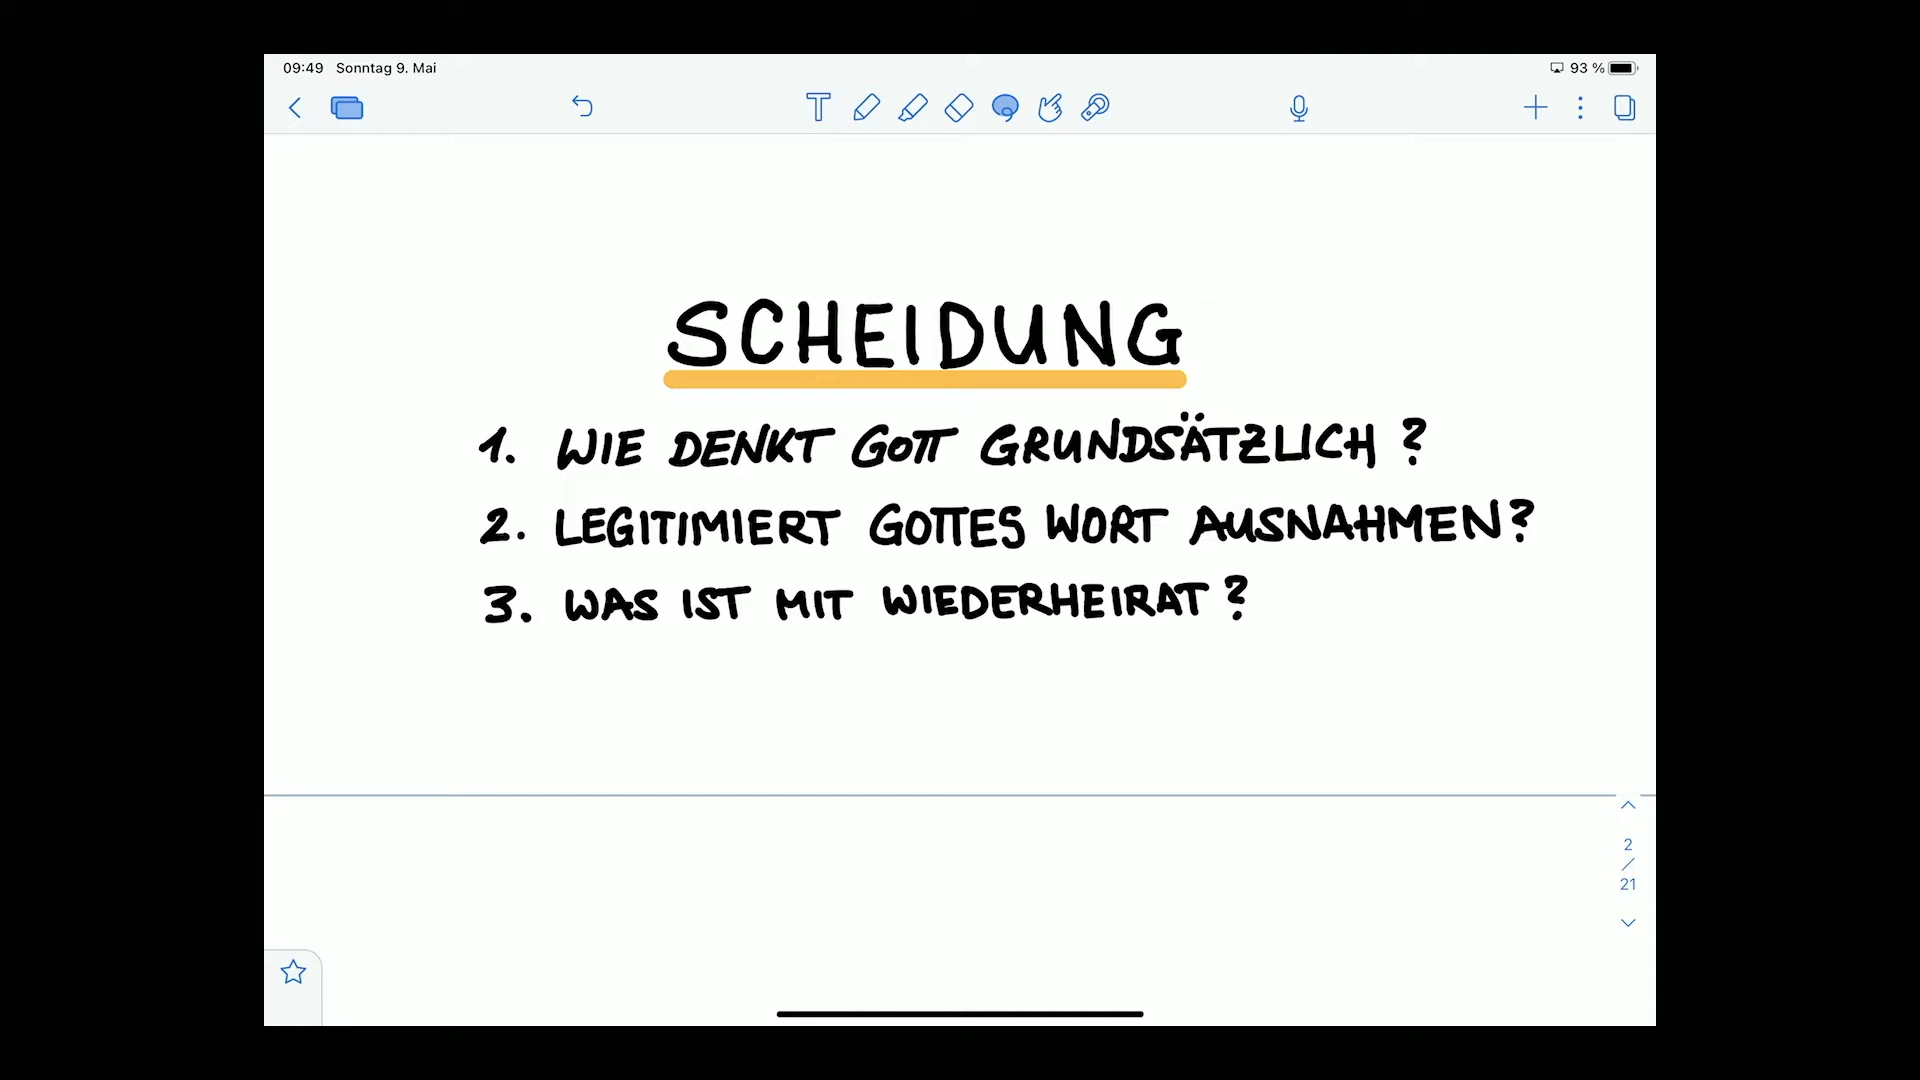 09:49 Sonntag 9. Mai 93 %
SCHEIDUNG
1. WIE DENKT GOTT GRUNDSÄTZLICH ?
2. LEGITIMIERT GOTTES WORT AUSNAHMEN?
3. WAS IST MIT WIEDERHEIRAT?
2
/
21